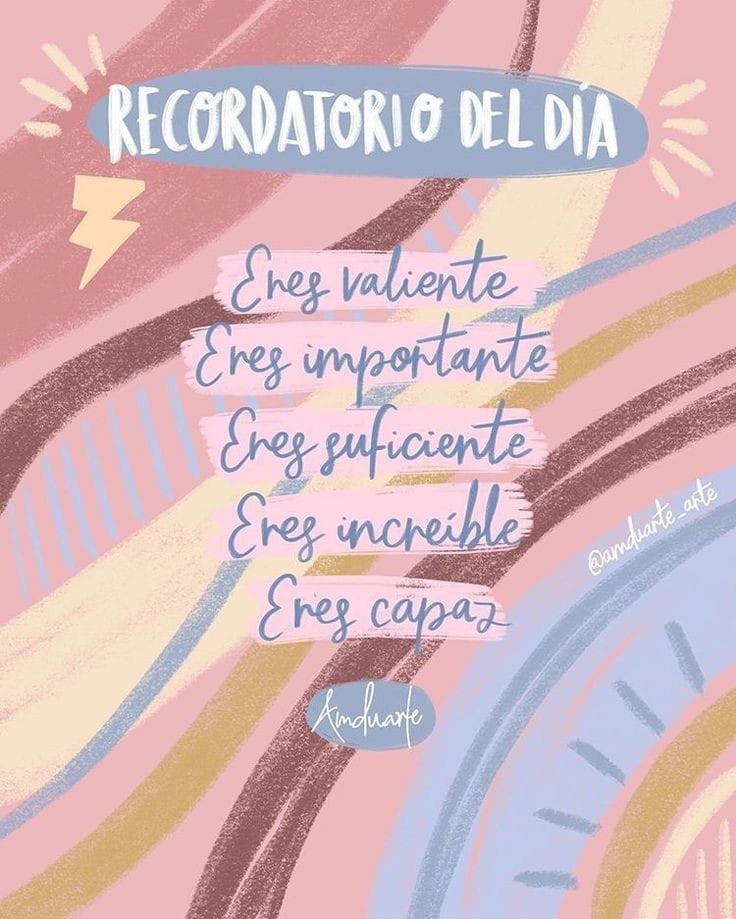 RECORDATORIO DEL DÍA
Eres valiente
Eres importante
Eres suficiente
Eres increíble
Eres capaz
@amduarte_arte
Amduarte